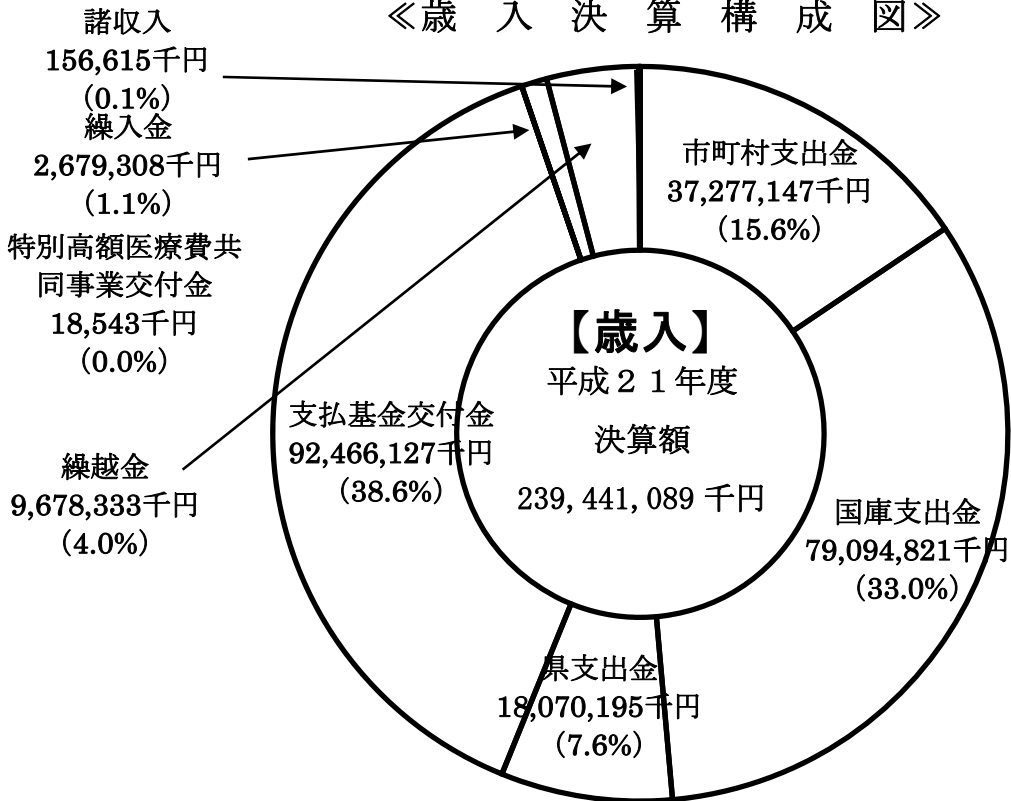 ≪歳入決算構成図≫
諸収入
156,615千円
(0.1%)
繰入金
2,679,308千円
(1.1%)
特別高額医療費共
同事業交付金
18,543千円
(0.0%)
繰越金
9,678,333千円
(4.0%)
市町村支出金
37,277,147千円
(15.6%)
【歳入】
平成２１年度
決算額
239,441,089 千円
支払基金交付金
92,466,127千円
(38.6%)
国庫支出金
79,094,821千円
(33.0%)
県支出金
18,070,195千円
(7.6%)